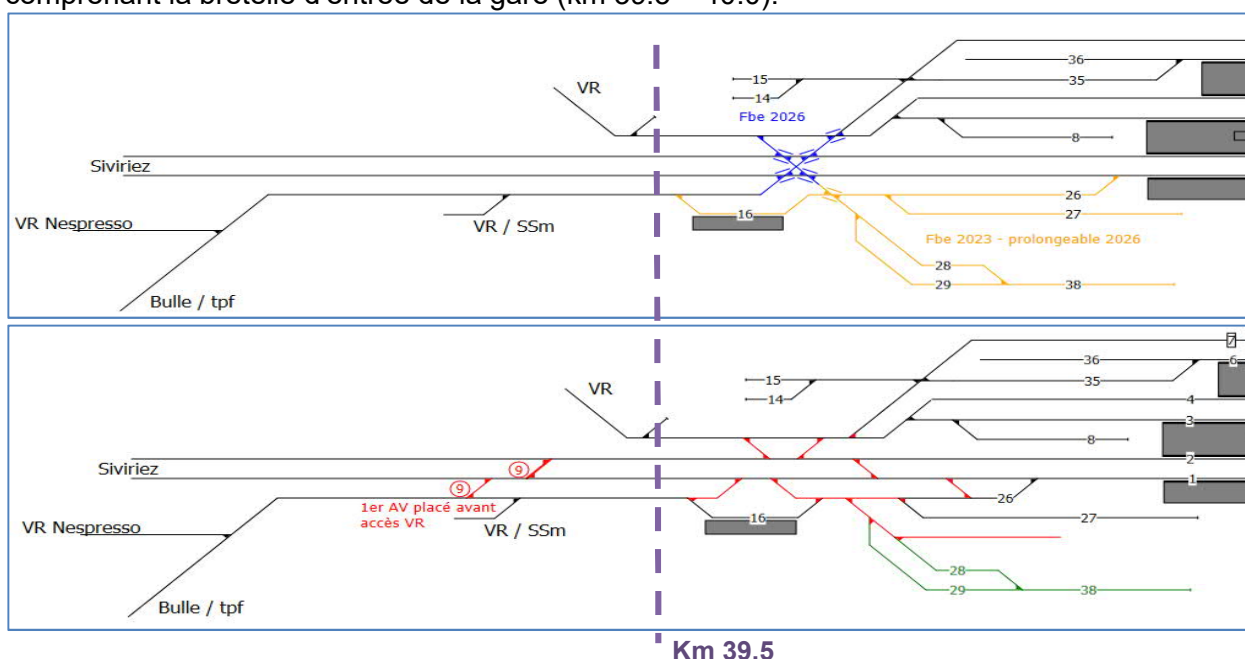 comprenant la bretelle d'entrée de la gare (km 39.5 – 40.0).
36
15
35
VR
14
Fbe 2026
8
Siviriez
26
VR Nespresso
16
27
VR / SSm
Fbe 2023 - prolongeable 2026
28
29
38
Bulle / tpf
7
36
6
15
35
VR
14
4
3
8
2
Siviriez
9
1
9
1er AV placé avant
accès VR
26
VR Nespresso
16
27
VR / SSm
28
29
38
Bulle / tpf
Km 39.5